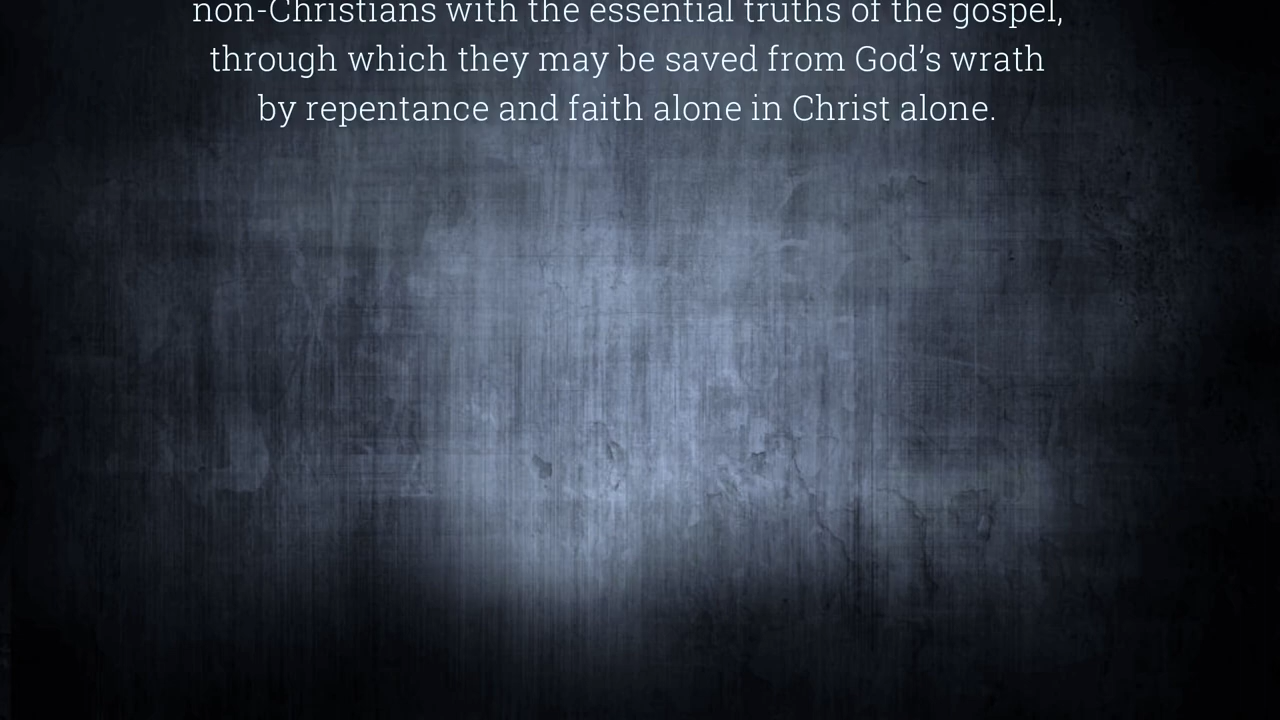 non-Christians with the essential truths of the gospel,
through which they may be saved from God’s wrath
by repentance and faith alone in Christ alone.